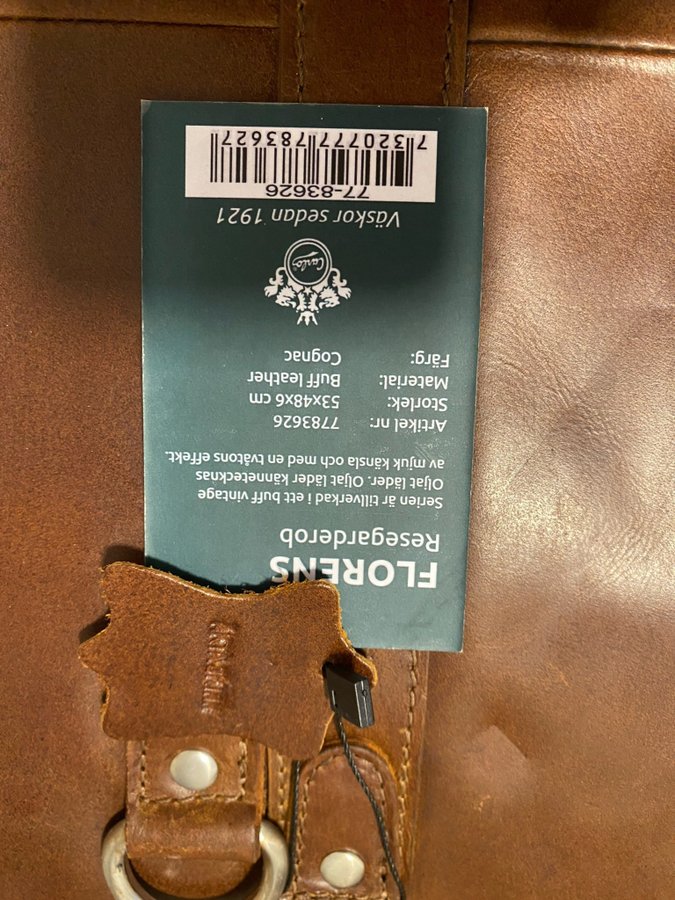 FLORENS
Resegarderob
Serien är tillverkad i ett buff vintage
Oljat läder. Oljat läder kännetecknas
av mjuk känsla och med en tvåtons effekt.
Artikel nr: 7783626
Storlek: 53x48x6 cm
Material: Buff leather
Färg: Cognac
Carlo
Väskor sedan 1921
77-83626
7320777783627